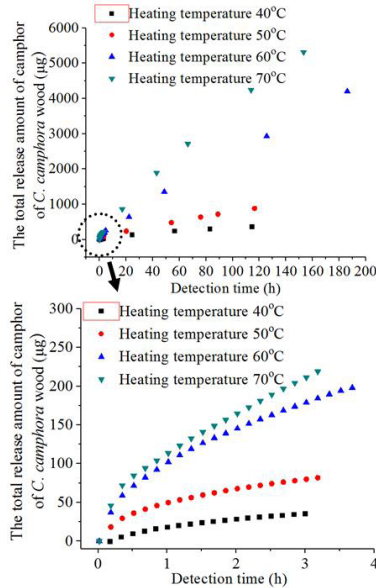 Heating temperature 40°C
Heating temperature 50°C
Heating temperature 60°C
Heating temperature 70°C
The total release amount of camphor
of C. camphora wood (μg)
6000
5000
4000
3000
2000
1000
0
0 20 40 60 80 100 120 140 160 180 200
Detection time (h)
Heating temperature 40°C
Heating temperature 50°C
Heating temperature 60°C
Heating temperature 70°C
The total release amount of camphor
of C. camphora wood (μg)
300
250
200
150
100
50
0
0 1 2 3 4
Detection time (h)